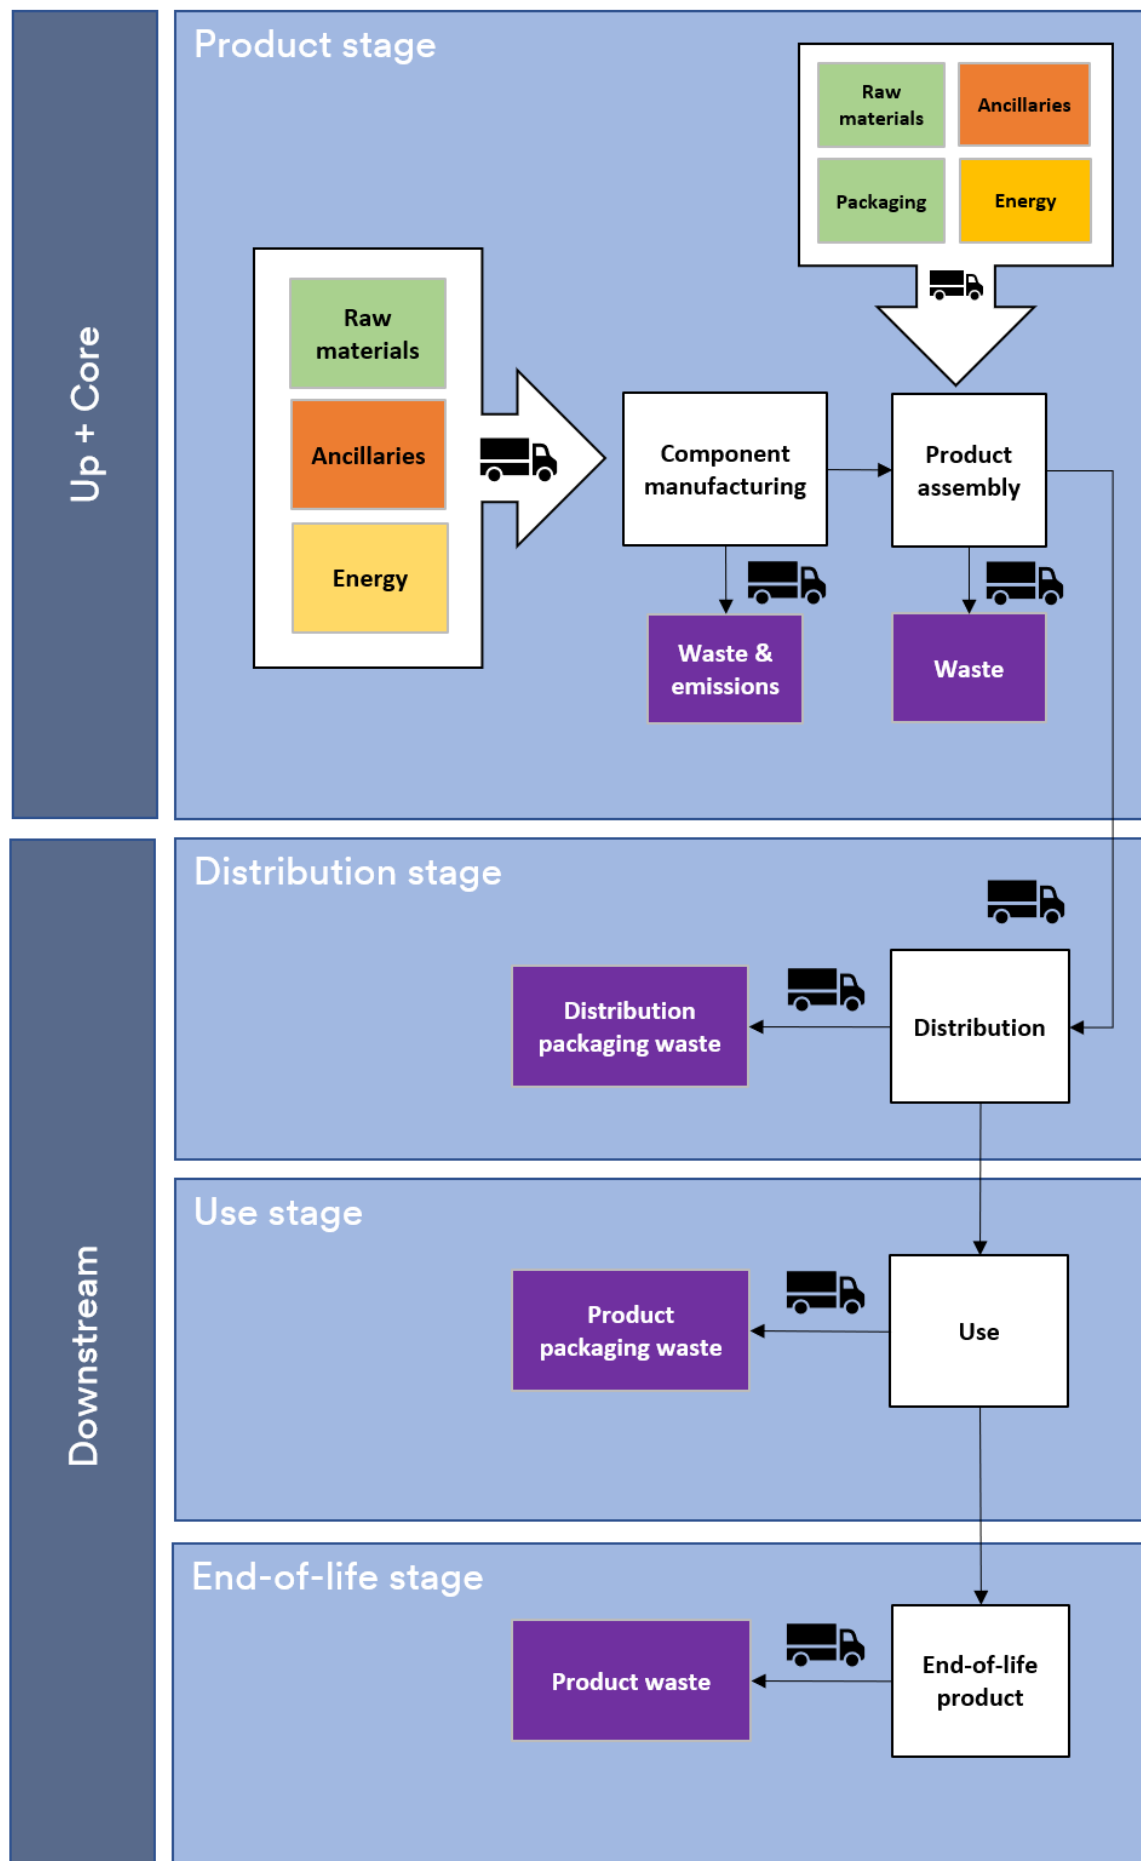 Up + Core
Product stage
Raw
materials
Ancillaries
Packaging
Energy
Raw
materials
Ancillaries
Energy
Component
manufacturing
Product
assembly
Waste &
emissions
Waste
Downstream
Distribution stage
Distribution
packaging waste
Distribution
Use stage
Product
packaging waste
Use
End-of-life stage
Product waste
End-of-life
product